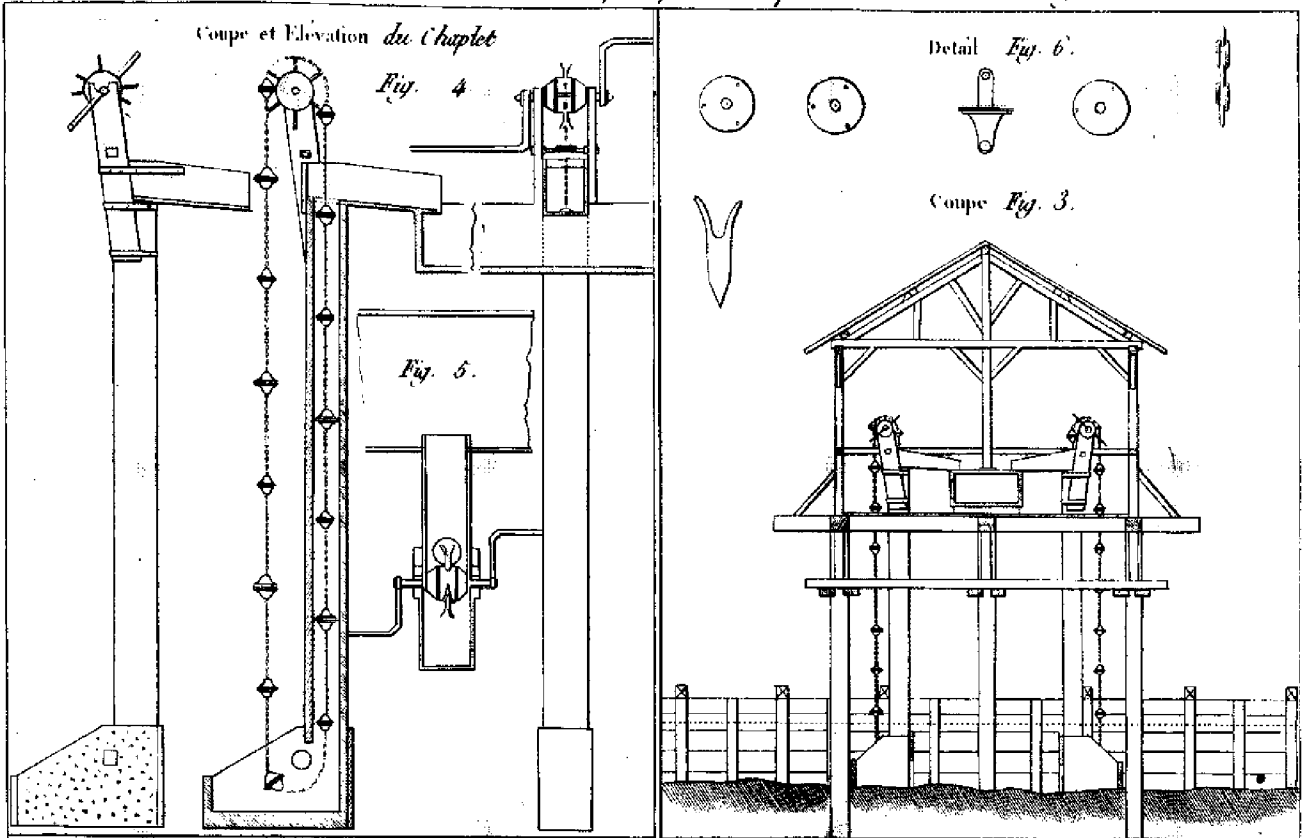 Coupe et Elévation du Chaplet
Fig. 4
Fig. 5.
Detail Fig. 6.
Coupe Fig. 3.